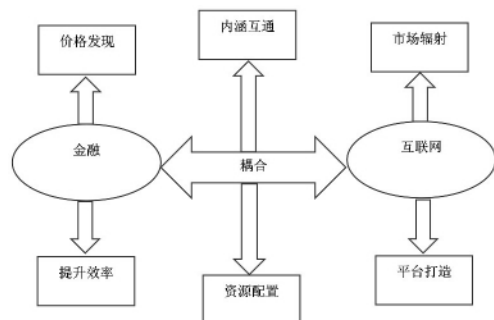 价格发现
内涵互通
市场辐射
金融
耦合
互联网
提升效率
资源配置
平台打造